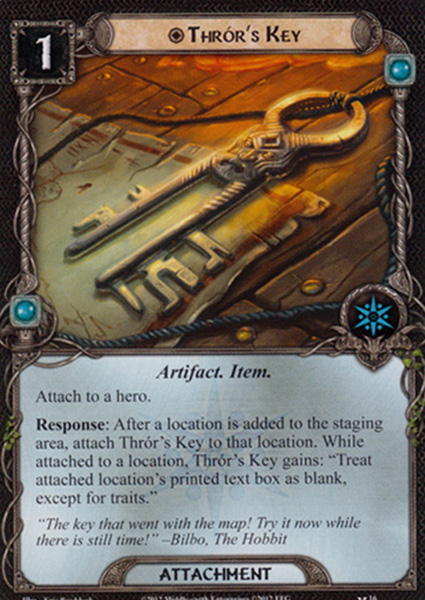 1
Thrór's Key
Artifact. Item.
Attach to a hero.
Response: After a location is added to the staging
area, attach Thrór's Key to that location. While
attached to a location, Thrór's Key gains: “Treat
attached location's printed text box as blank,
except for traits.”
“The key that went with the map! Try it now while
there is still time!” –Bilbo, The Hobbit
ATTACHMENT